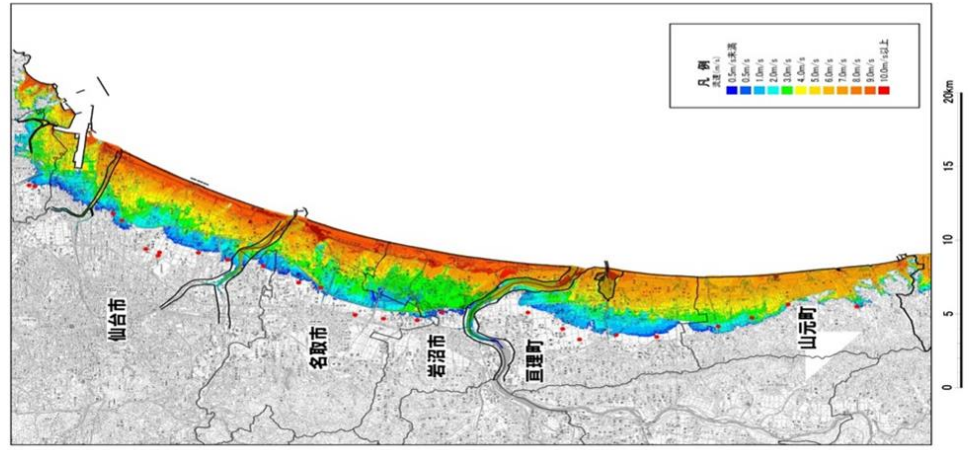 凡 例
流速(m/s)
0.5m/s未満
0.5m/s
1.0m/s
2.0m/s
3.0m/s
4.0m/s
5.0m/s
6.0m/s
7.0m/s
8.0m/s
9.0m/s
10.0m/s以上
仙台市
名取市
岩沼市
亘理町
山元町
0 5 10 15 20km